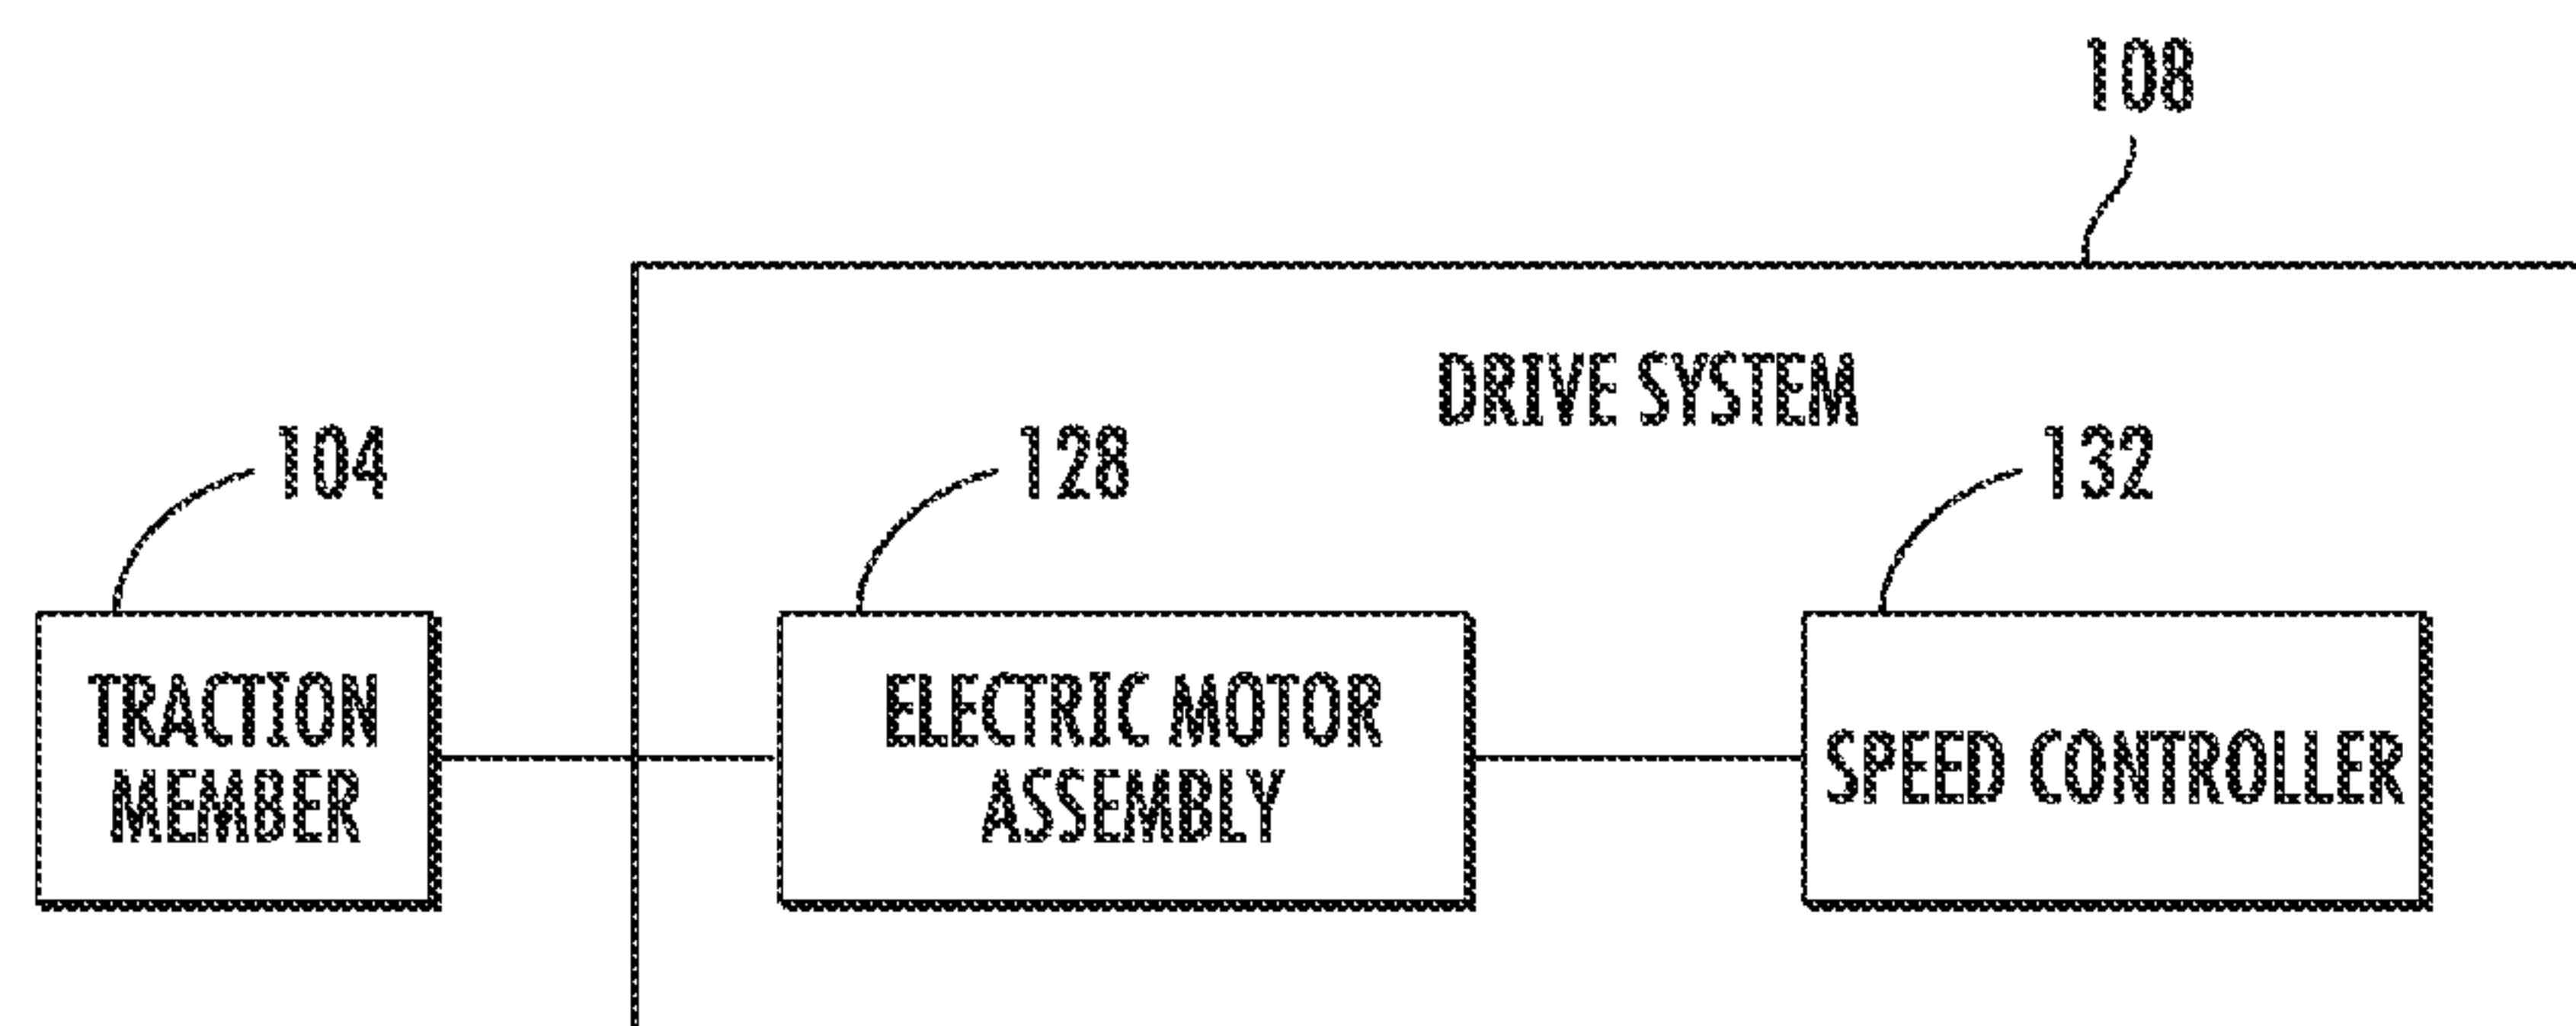 108
DRIVE SYSTEM
104
128
132
TRACTION
MEMBER
ELECTRIC MOTOR
ASSEMBLY
SPEED CONTROLLER